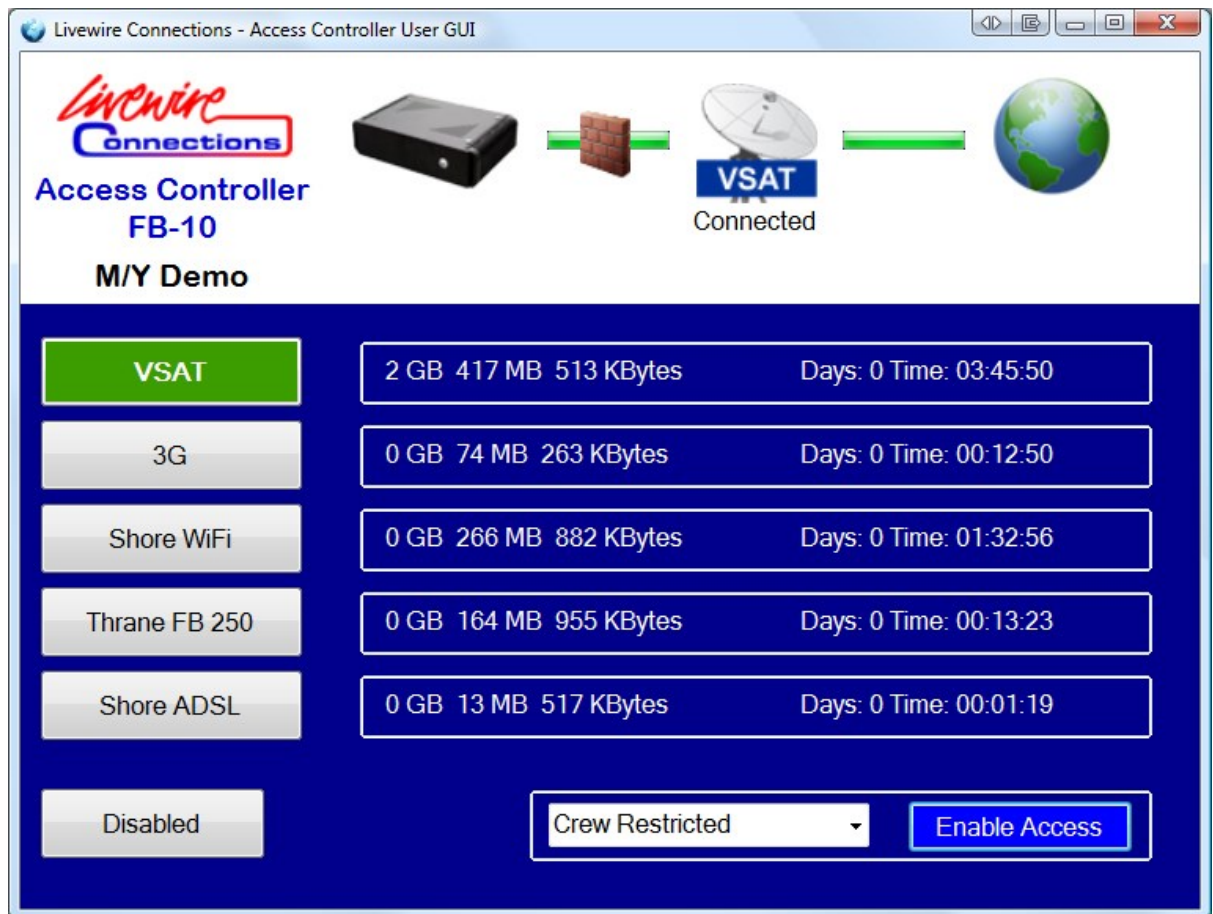 Livewire Connections - Access Controller User GUI
Livewire
Connections
Access Controller
FB-10
M/Y Demo
VSAT
Connected
VSAT 2 GB 417 MB 513 KBytes Days: 0 Time: 03:45:50
3G 0 GB 74 MB 263 KBytes Days: 0 Time: 00:12:50
Shore WiFi 0 GB 266 MB 882 KBytes Days: 0 Time: 01:32:56
Thrane FB 250 0 GB 164 MB 955 KBytes Days: 0 Time: 00:13:23
Shore ADSL 0 GB 13 MB 517 KBytes Days: 0 Time: 00:01:19
Disabled Crew Restricted Enable Access